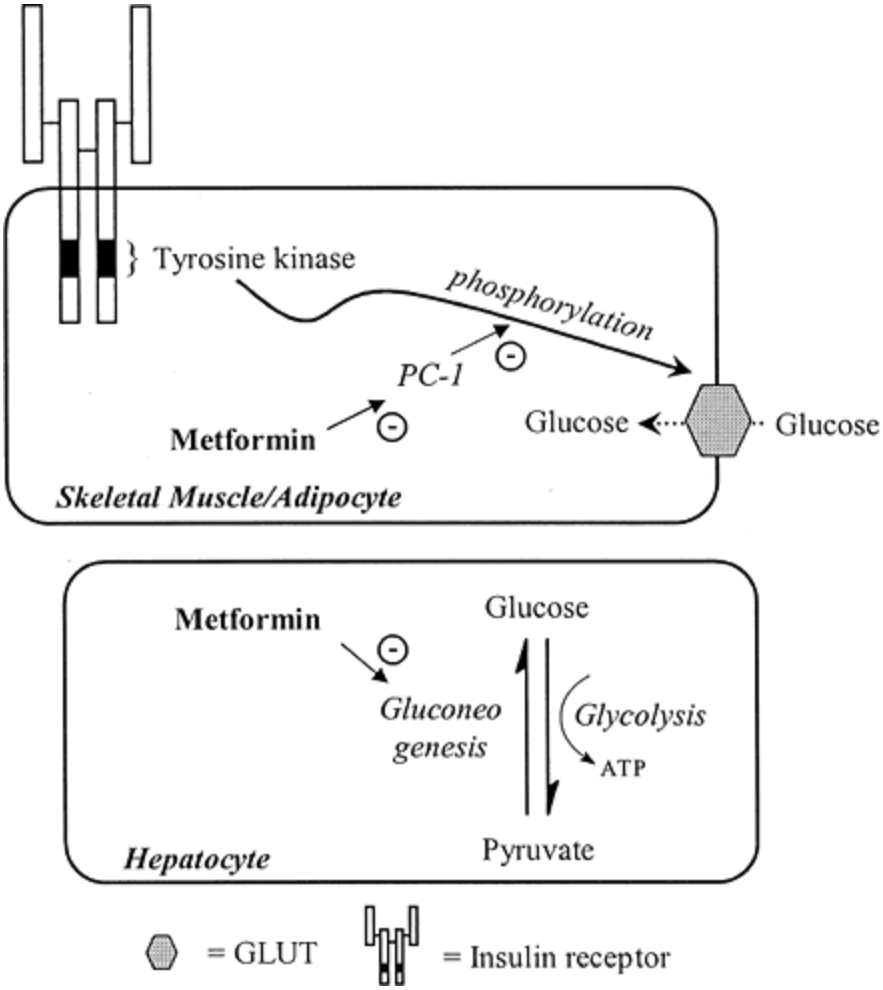 } Tyrosine kinase
phosphorylation
PC-1
-
Metformin
-
Glucose
Glucose
Skeletal Muscle/Adipocyte
Metformin
-
Glucose
Gluconeo
genesis
Glycolysis
ATP
Pyruvate
Hepatocyte
= GLUT
= Insulin receptor